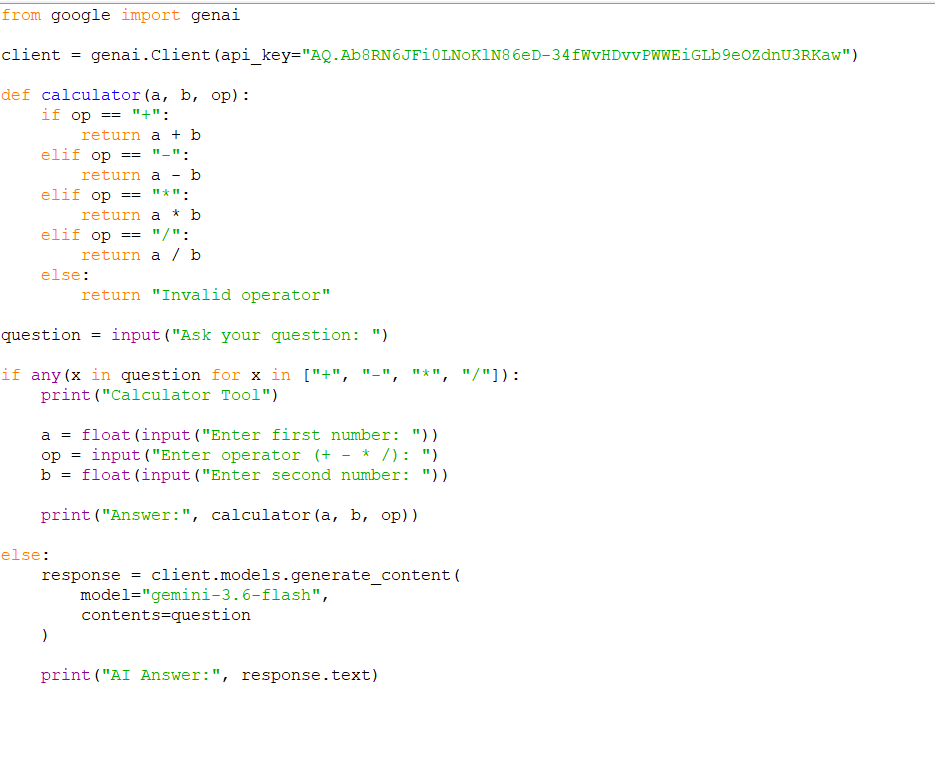 from google import genai
client = genai.Client(api_key="AQ.Ab8RN6JFi0LNoKlN86eD-34fWvHDvvPWWEiGLb9eOZdnU3RKaw")
def calculator(a, b, op):
    if op == "+":
        return a + b
    elif op == "-":
        return a - b
    elif op == "*":
        return a * b
    elif op == "/":
        return a / b
    else:
        return "Invalid operator"
question = input("Ask your question: ")
if any(x in question for x in ["+", "-", "*", "/"]):
    print("Calculator Tool")
    a = float(input("Enter first number: "))
    op = input("Enter operator (+ - * /): ")
    b = float(input("Enter second number: "))
    print("Answer:", calculator(a, b, op))
else:
    response = client.models.generate_content(
        model="gemini-3.6-flash",
        contents=question
    )
    print("AI Answer:", response.text)